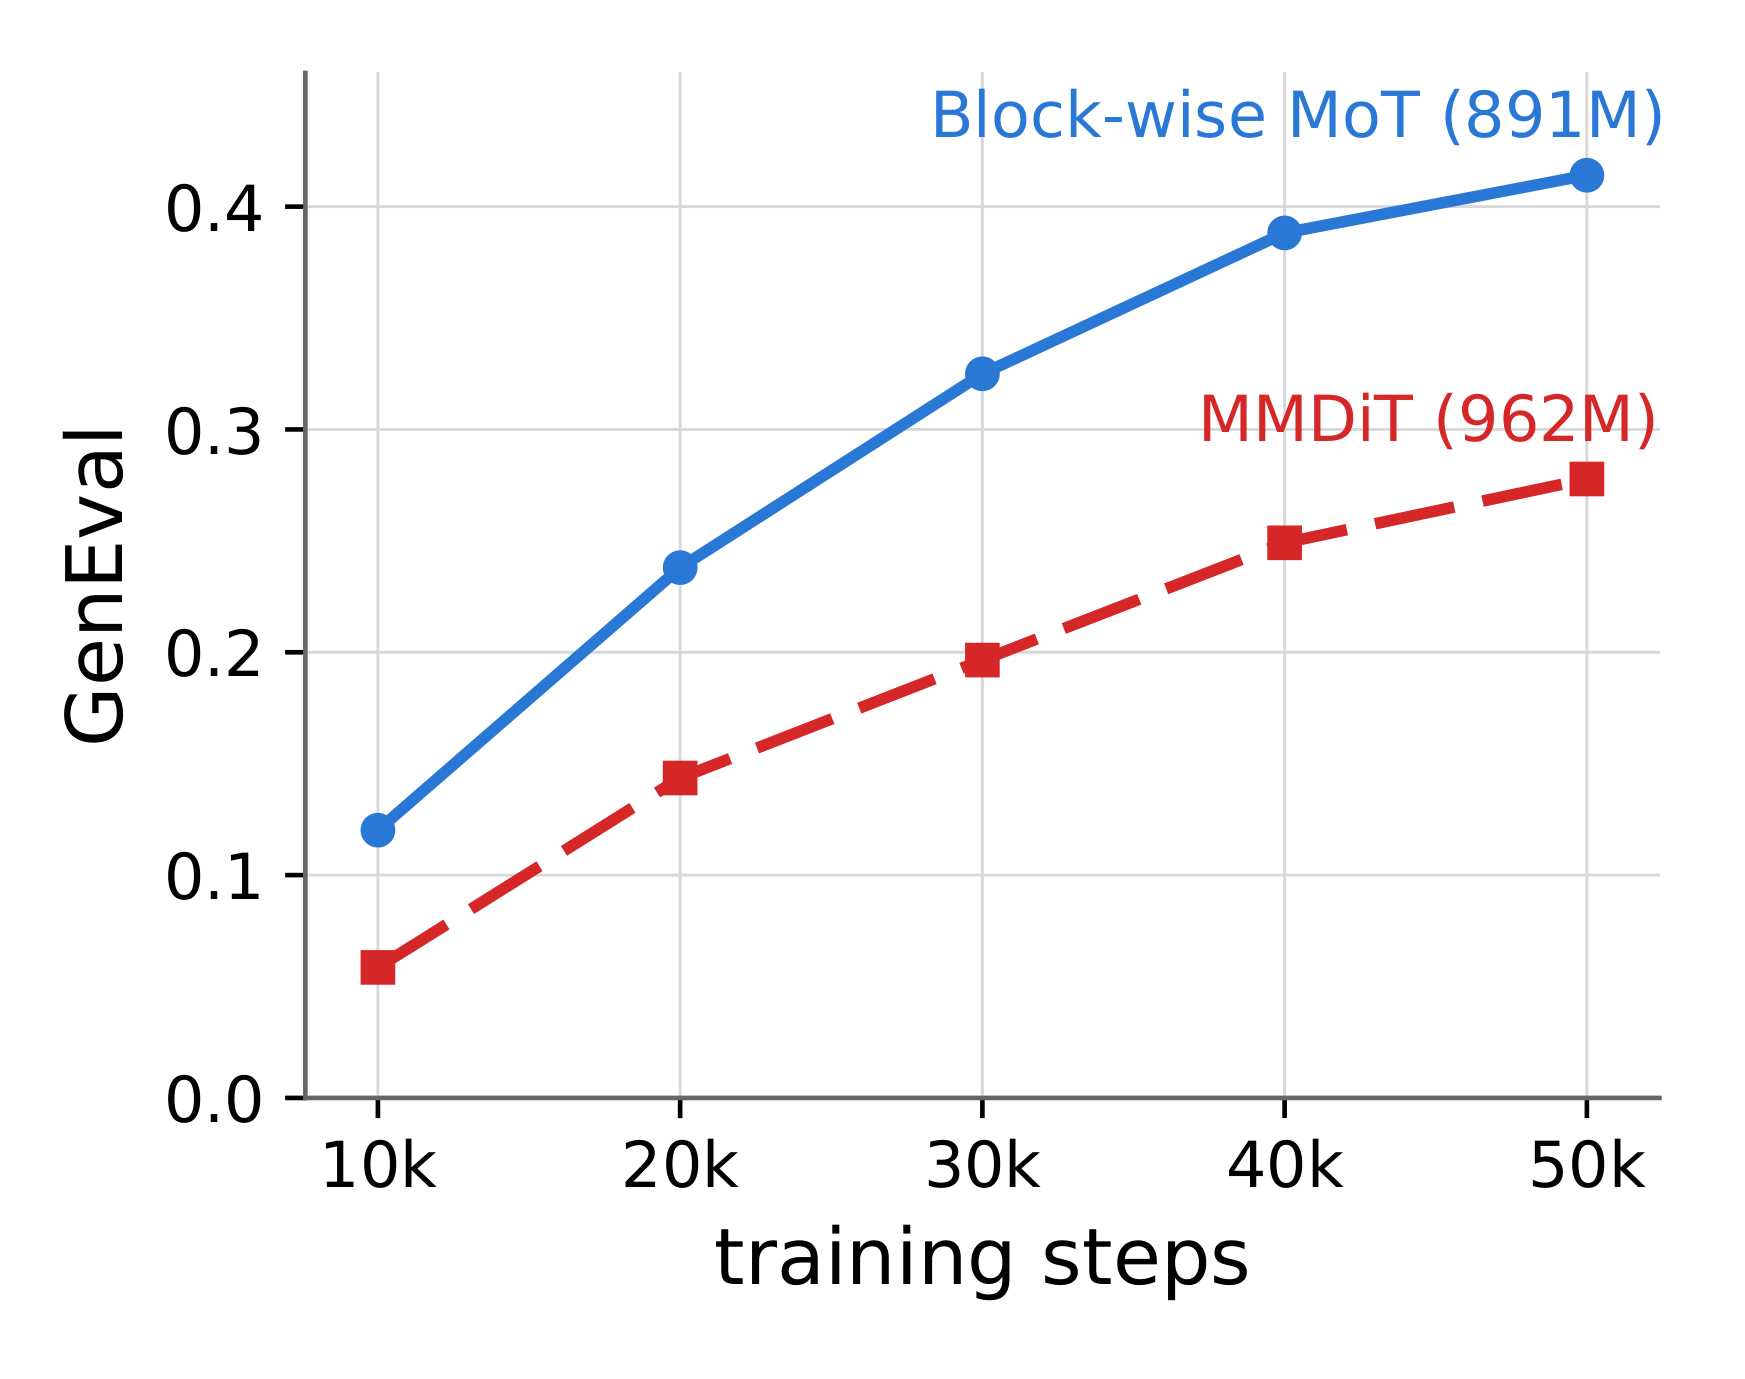 Block-wise MoT (891M)
0.4
MMDiT (962M)
0.3
GenEval
0.2
0.1
0.0
10k 20k 30k 40k 50k
training steps